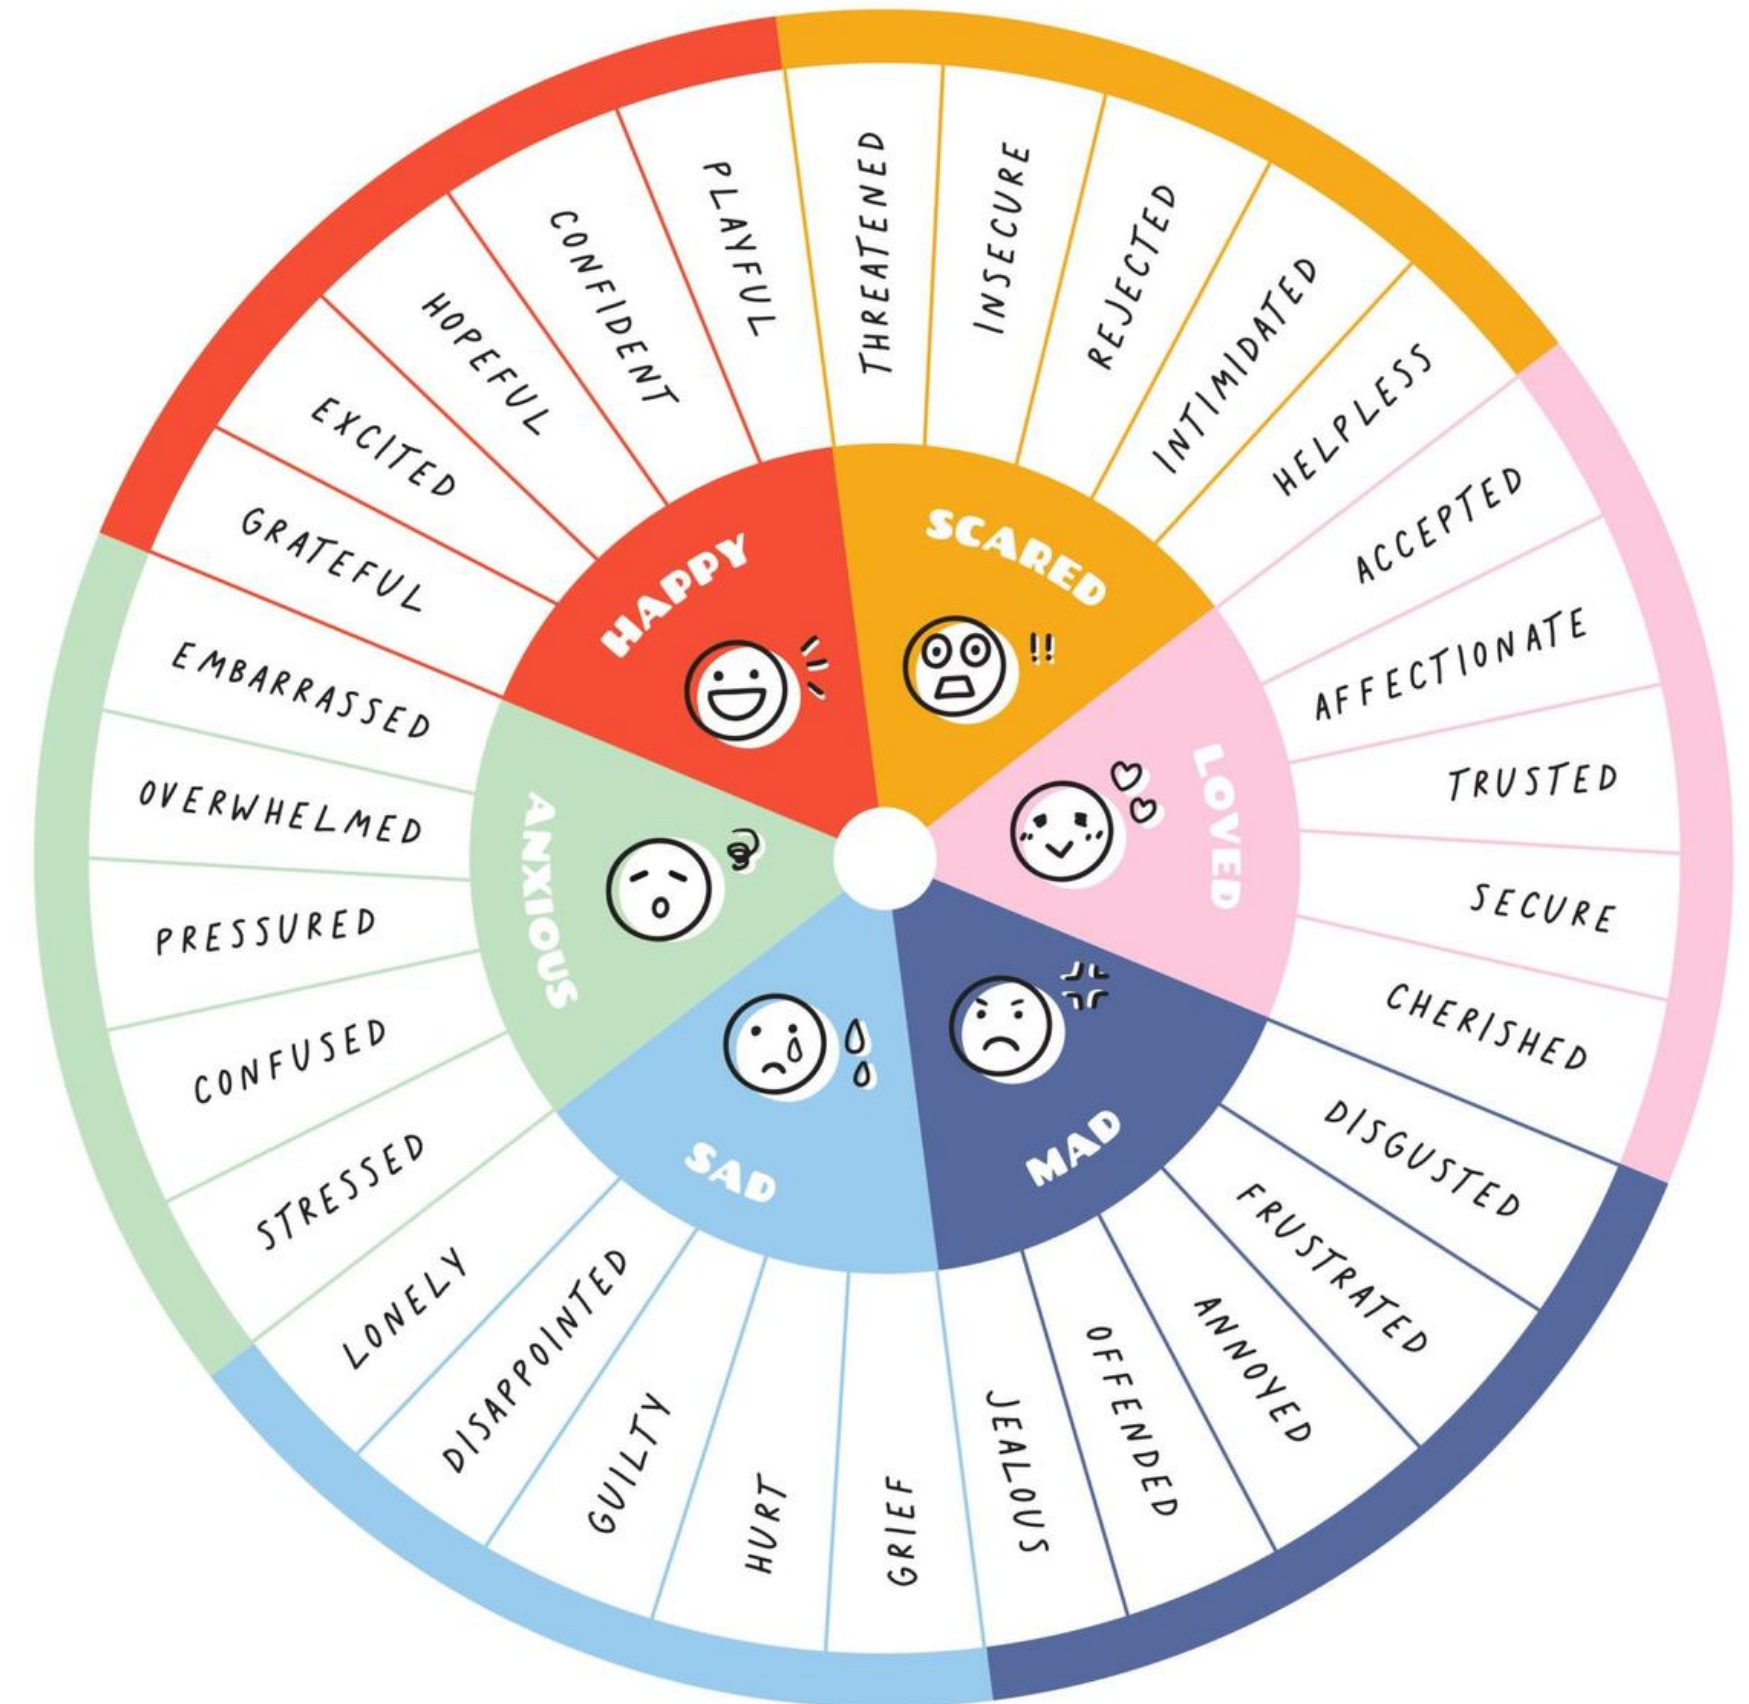 HAPPY
GRATEFUL
EXCITED
HOPEFUL
CONFIDENT
PLAYFUL
SCARED
!!
THREATENED
INSECURE
REJECTED
INTIMIDATED
HELPLESS
LOVED
ACCEPTED
AFFECTIONATE
TRUSTED
SECURE
CHERISHED
MAD
DISGUSTED
FRUSTRATED
ANNOYED
OFFENDED
JEALOUS
SAD
GRIEF
HURT
GUILTY
DISAPPOINTED
LONELY
ANXIOUS
STRESSED
CONFUSED
PRESSURED
OVERWHELMED
EMBARRASSED